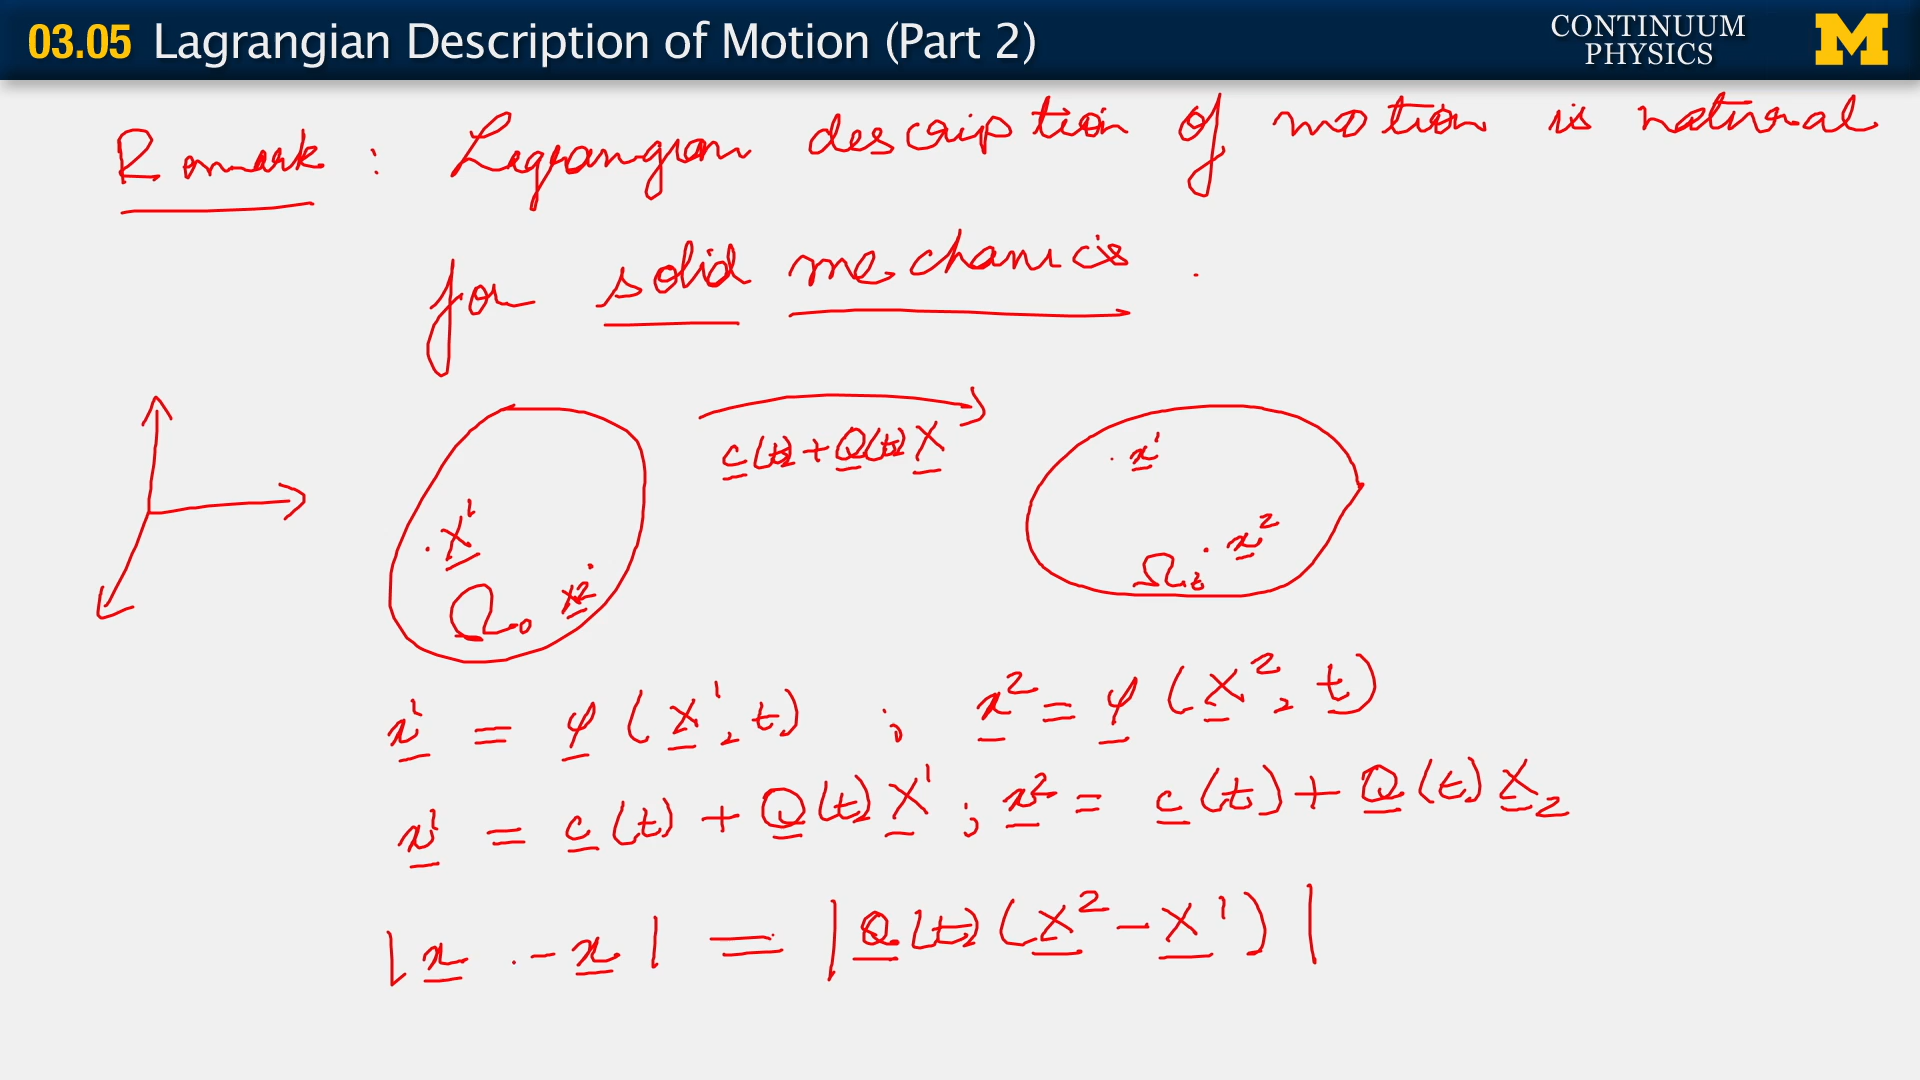 03.05 Lagrangian Description of Motion (Part 2)
CONTINUUM PHYSICS
M
Remark : Lagrangian description of motion is natural
for solid mechanics .
c(t) + Q(t) X
X¹
X²
Ω₀
x¹
x²
Ωₜ
x¹ = φ (X¹, t) ; x² = φ (X², t)
x¹ = c(t) + Q(t) X¹ ; x² = c(t) + Q(t) X₂
|x - x| = |Q(t) (X² - X¹)|